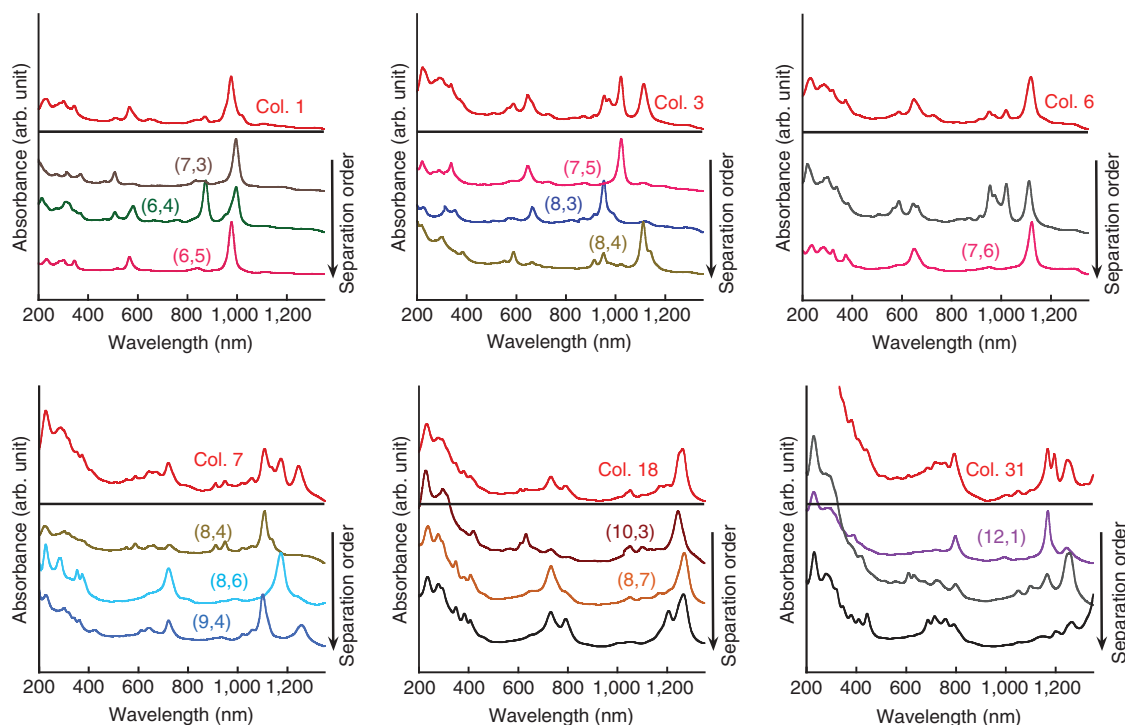 Absorbance (arb. unit)
Col. 1
(7,3)
(6,4)
(6,5)
Separation order
200 400 600 800 1,000 1,200
Wavelength (nm)
Absorbance (arb. unit)
Col. 3
(7,5)
(8,3)
(8,4)
Separation order
200 400 600 800 1,000 1,200
Wavelength (nm)
Absorbance (arb. unit)
Col. 6
(7,6)
Separation order
200 400 600 800 1,000 1,200
Wavelength (nm)
Absorbance (arb. unit)
Col. 7
(8,4)
(8,6)
(9,4)
Separation order
200 400 600 800 1,000 1,200
Wavelength (nm)
Absorbance (arb. unit)
Col. 18
(10,3)
(8,7)
Separation order
200 400 600 800 1,000 1,200
Wavelength (nm)
Absorbance (arb. unit)
Col. 31
(12,1)
Separation order
200 400 600 800 1,000 1,200
Wavelength (nm)